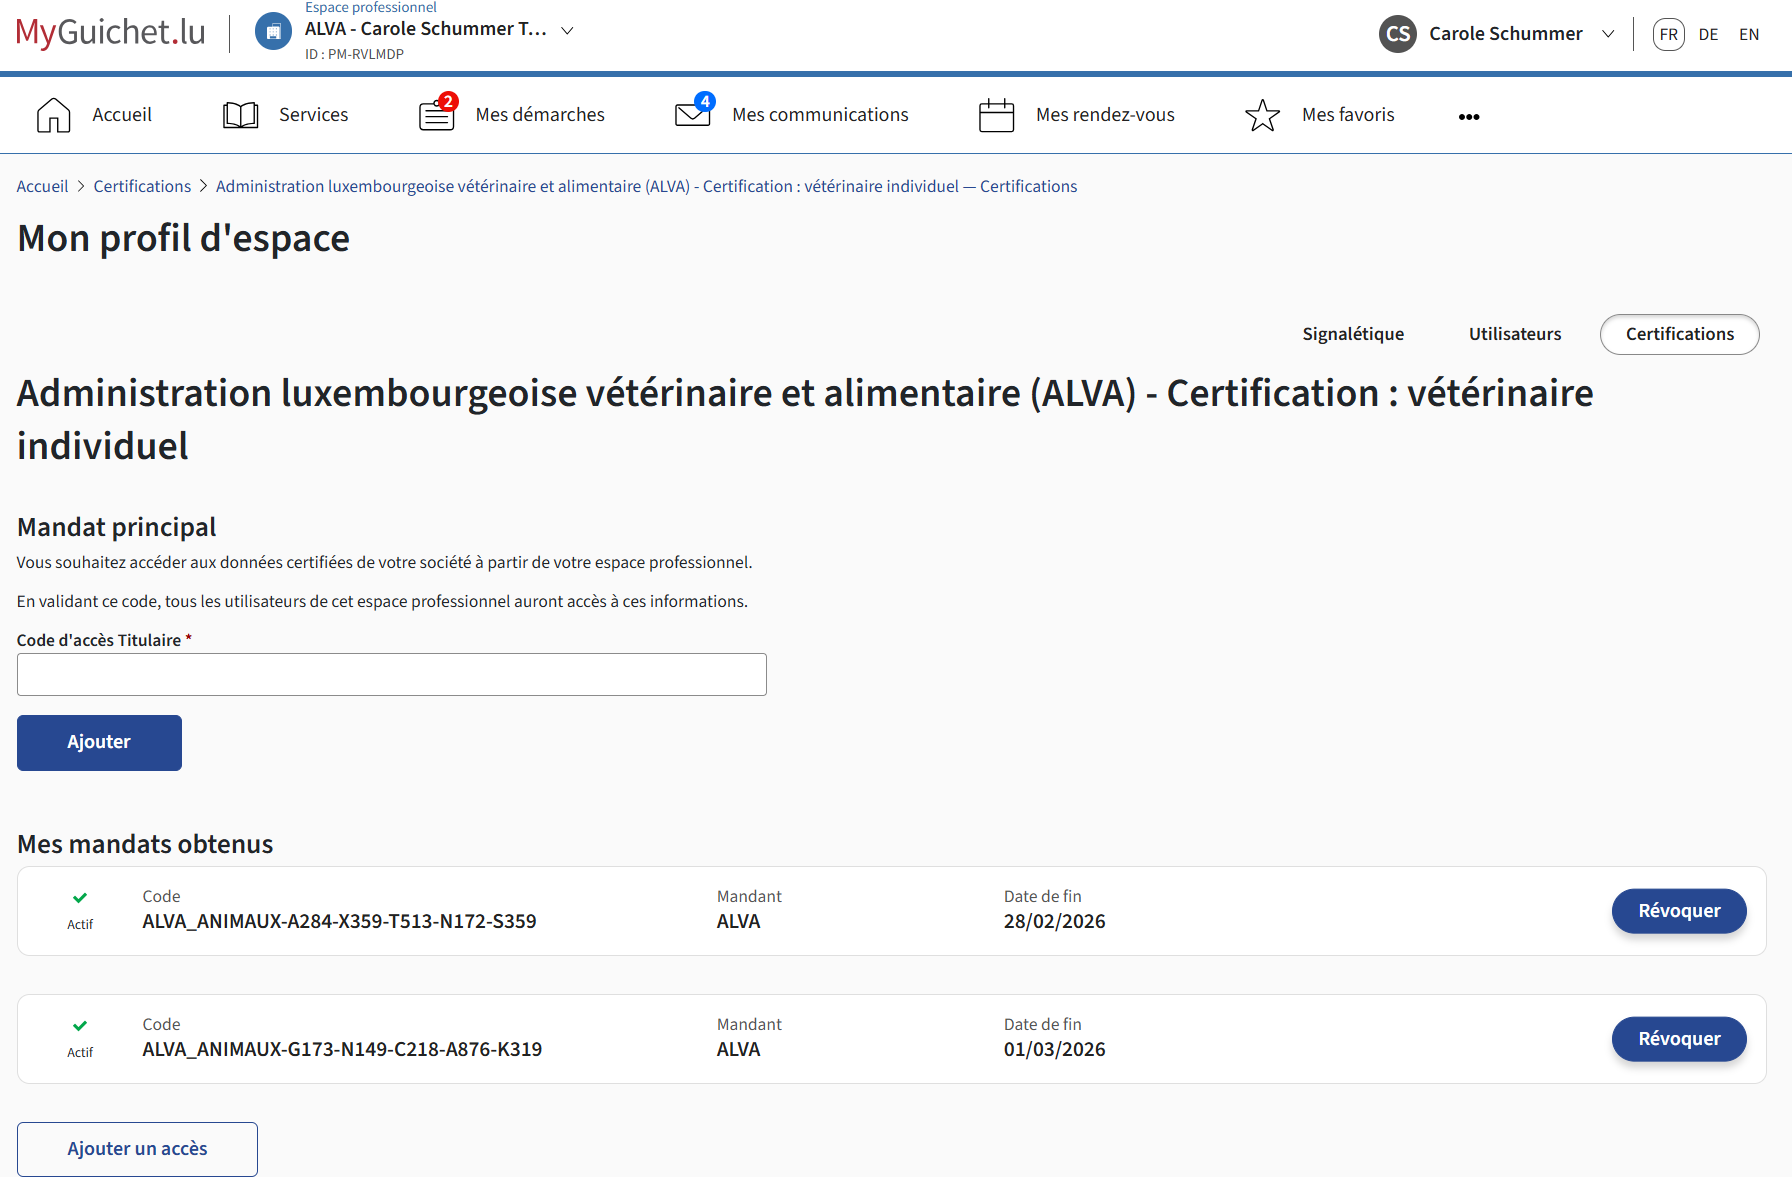 MyGuichet.lu
Espace professionnel
ALVA - Carole Schummer T...
ID : PM-RVLMDP
CS
Carole Schummer
FR
DE
EN
Accueil
Services
2
Mes démarches
4
Mes communications
Mes rendez-vous
Mes favoris
Accueil > Certifications > Administration luxembourgeoise vétérinaire et alimentaire (ALVA) - Certification : vétérinaire individuel — Certifications
Mon profil d'espace
Signalétique
Utilisateurs
Certifications
Administration luxembourgeoise vétérinaire et alimentaire (ALVA) - Certification : vétérinaire
individuel
Mandat principal
Vous souhaitez accéder aux données certifiées de votre société à partir de votre espace professionnel.
En validant ce code, tous les utilisateurs de cet espace professionnel auront accès à ces informations.
Code d'accès Titulaire *
Ajouter
Mes mandats obtenus
Actif
Code
ALVA_ANIMAUX-A284-X359-T513-N172-S359
Mandant
ALVA
Date de fin
28/02/2026
Révoquer
Actif
Code
ALVA_ANIMAUX-G173-N149-C218-A876-K319
Mandant
ALVA
Date de fin
01/03/2026
Révoquer
Ajouter un accès